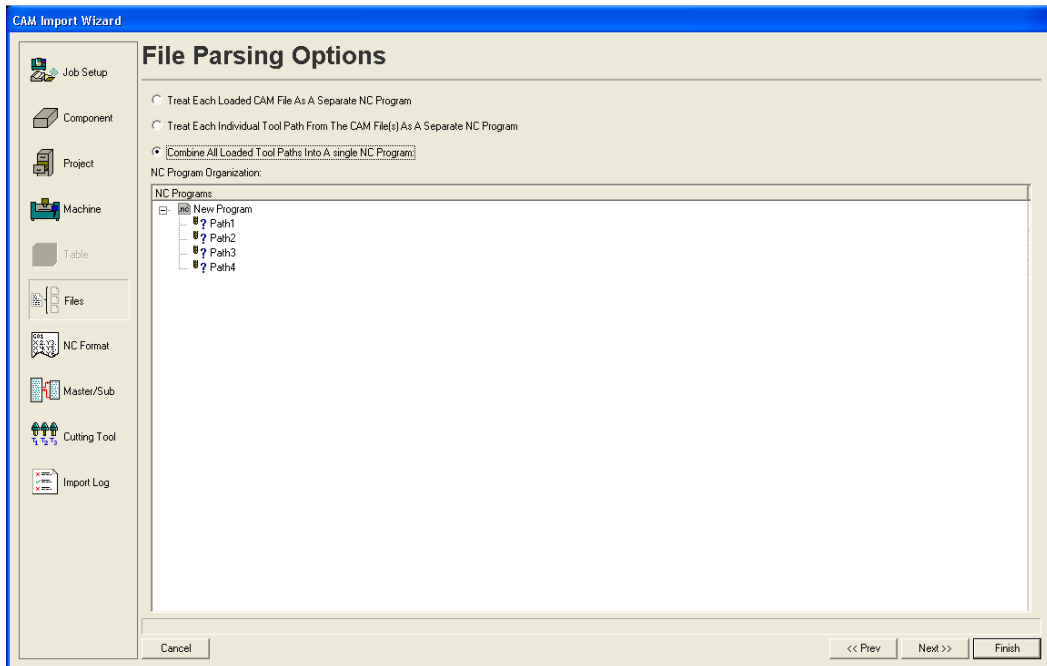 CAM Import Wizard
Job Setup
Component
Project
Machine
Table
Files
NC Format
Master/Sub
T1 T2 T3
Cutting Tool
Import Log
File Parsing Options
Treat Each Loaded CAM File As A Separate NC Program
Treat Each Individual Tool Path From The CAM File(s) As A Separate NC Program
Combine All Loaded Tool Paths Into A single NC Program:
NC Program Organization:
NC Programs
.nc New Program
? Path1
? Path2
? Path3
? Path4
Cancel
<< Prev
Next >>
Finish